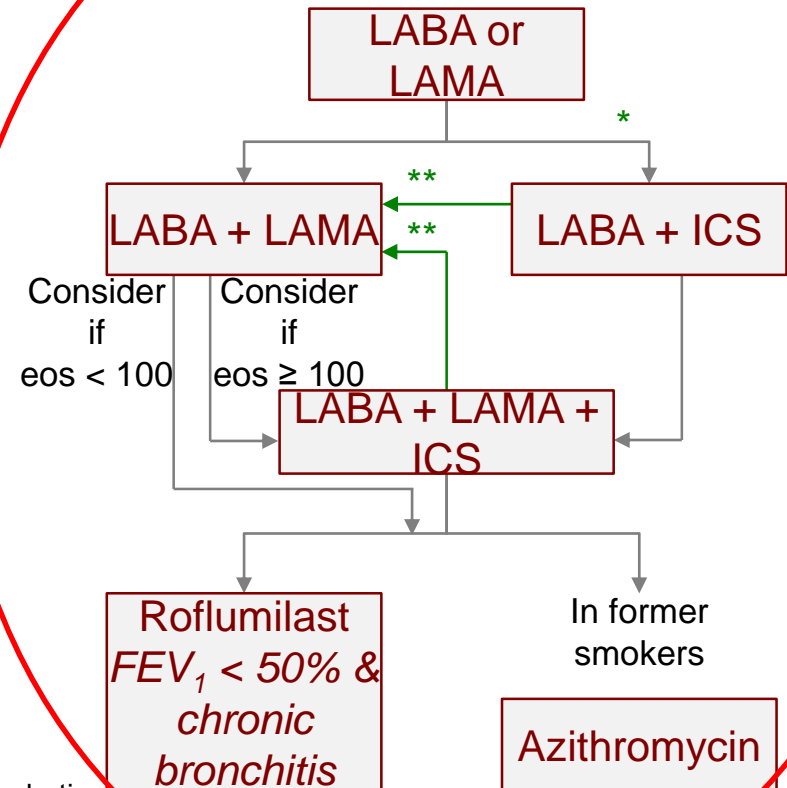 LABA or
LAMA
*
**
LABA + LAMA
LABA + ICS
**
Consider
if
eos < 100
Consider
if
eos ≥ 100
LABA + LAMA +
ICS
Roflumilast
FEV₁ < 50% &
chronic
bronchitis
In former
smokers
Azithromycin